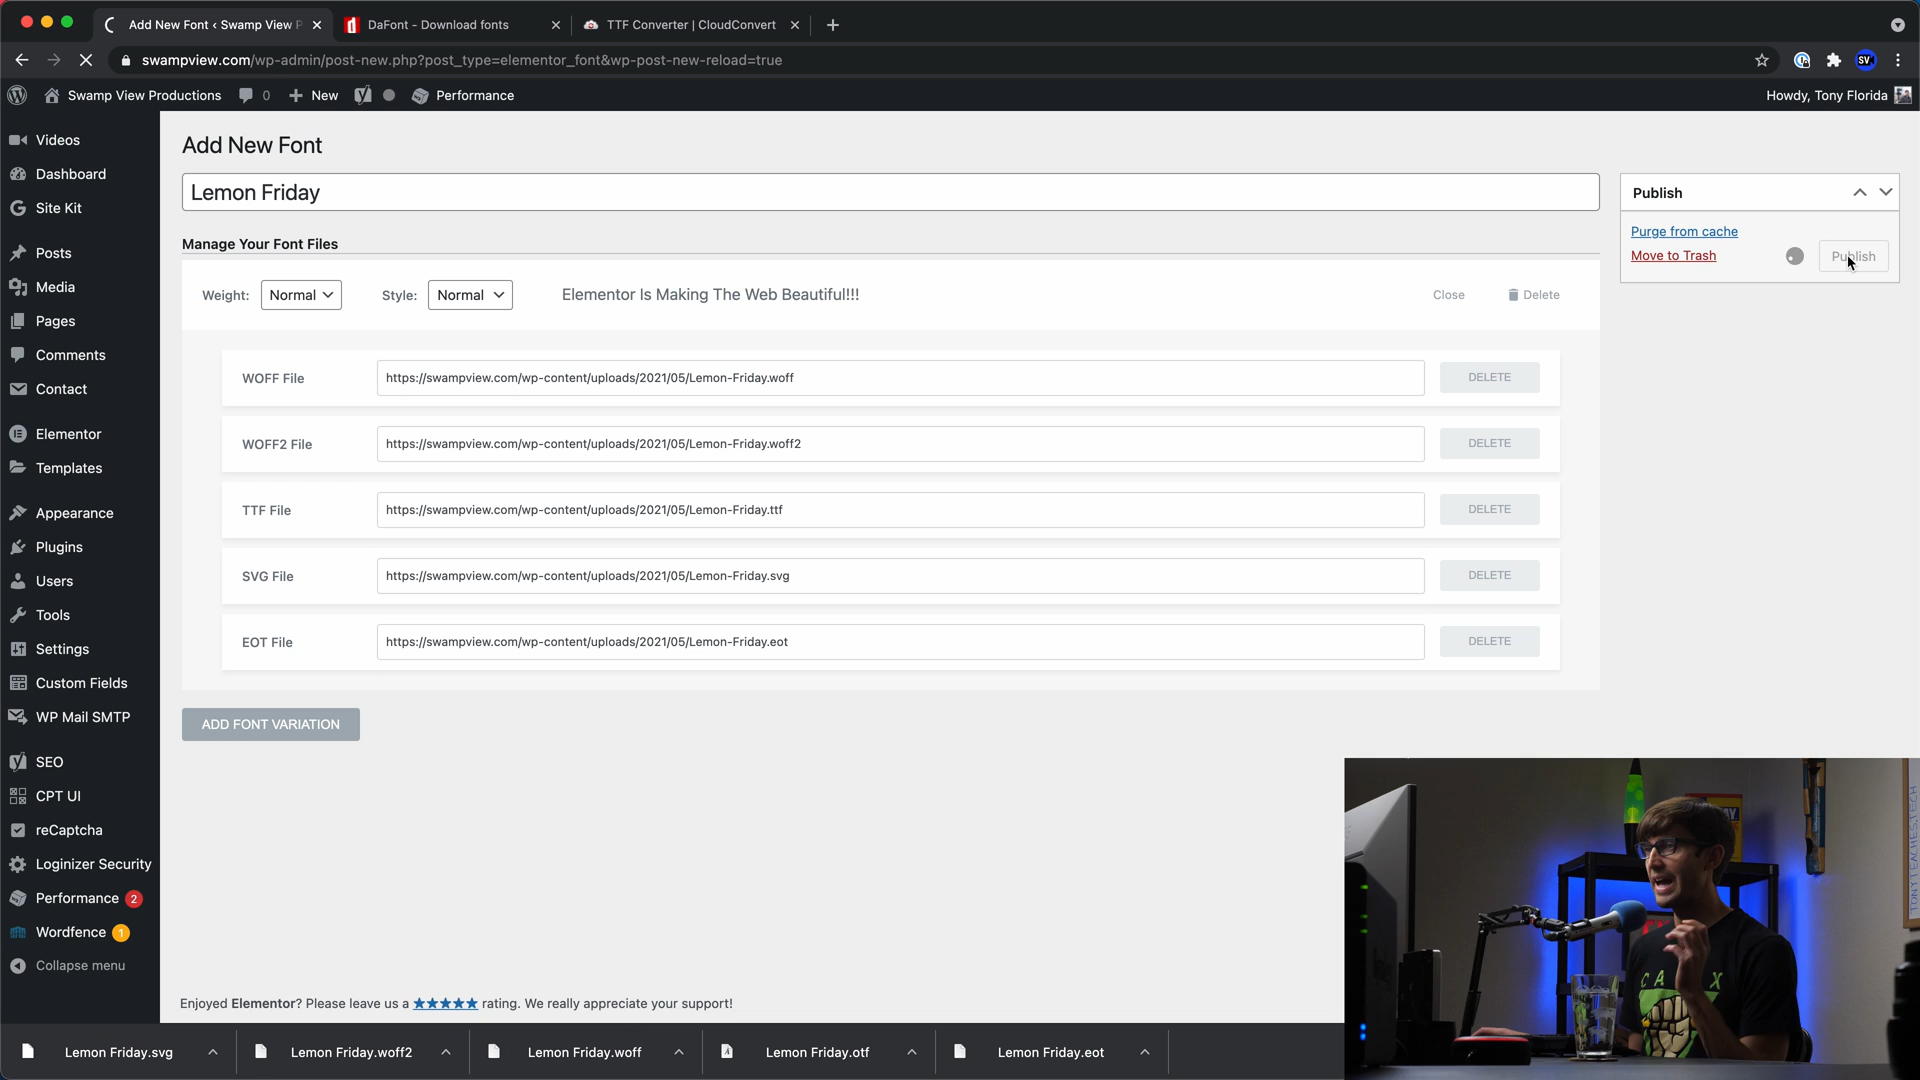 Add New Font ‹ Swamp View P
DaFont - Download fonts
TTF Converter | CloudConvert
swampview.com/wp-admin/post-new.php?post_type=elementor_font&wp-post-new-reload=true
SV
Swamp View Productions
0
New
Performance
Howdy, Tony Florida
Videos
Dashboard
Site Kit
Posts
Media
Pages
Comments
Contact
Elementor
Templates
Appearance
Plugins
Users
Tools
Settings
Custom Fields
WP Mail SMTP
SEO
CPT UI
reCaptcha
Loginizer Security
Performance 2
Wordfence 1
Collapse menu
Add New Font
Lemon Friday
Manage Your Font Files
Weight: Normal Style: Normal Elementor Is Making The Web Beautiful!!! Close Delete
WOFF File https://swampview.com/wp-content/uploads/2021/05/Lemon-Friday.woff DELETE
WOFF2 File https://swampview.com/wp-content/uploads/2021/05/Lemon-Friday.woff2 DELETE
TTF File https://swampview.com/wp-content/uploads/2021/05/Lemon-Friday.ttf DELETE
SVG File https://swampview.com/wp-content/uploads/2021/05/Lemon-Friday.svg DELETE
EOT File https://swampview.com/wp-content/uploads/2021/05/Lemon-Friday.eot DELETE
ADD FONT VARIATION
Publish
Purge from cache
Move to Trash
Publish
Enjoyed Elementor? Please leave us a ★★★★★ rating. We really appreciate your support!
Lemon Friday.svg
Lemon Friday.woff2
Lemon Friday.woff
Lemon Friday.otf
Lemon Friday.eot